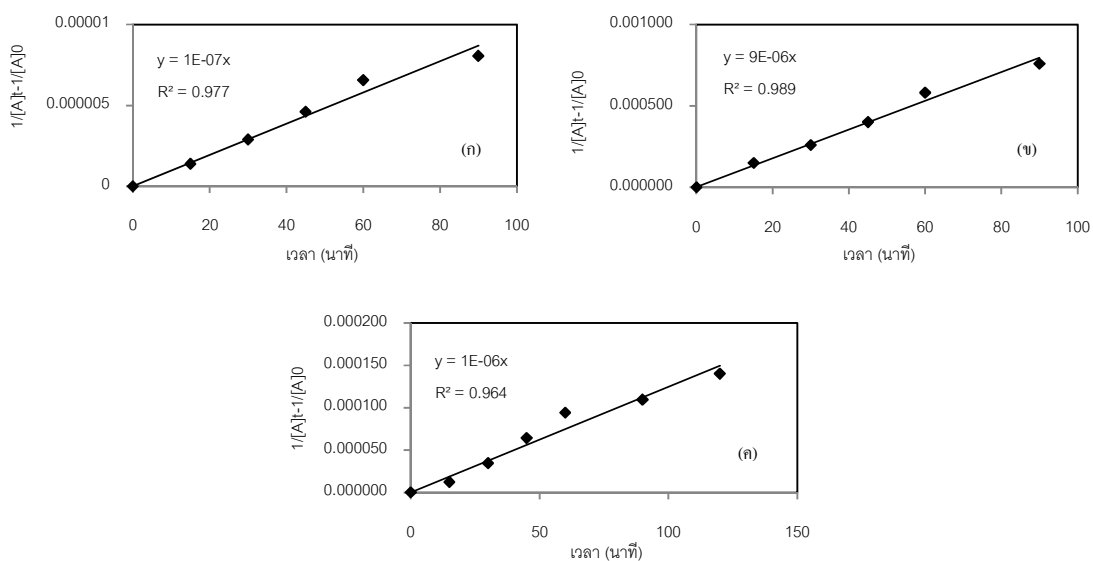 1/[A]t-1/[A]0
0.00001
0.000005
0
y = 1E-07x
R² = 0.977
(ก)
0 20 40 60 80 100
เวลา (นาที)
1/[A]t-1/[A]0
0.001000
0.000500
0.000000
y = 9E-06x
R² = 0.989
(ข)
0 20 40 60 80 100
เวลา (นาที)
1/[A]t-1/[A]0
0.000200
0.000150
0.000100
0.000050
0.000000
y = 1E-06x
R² = 0.964
(ค)
0 50 100 150
เวลา (นาที)